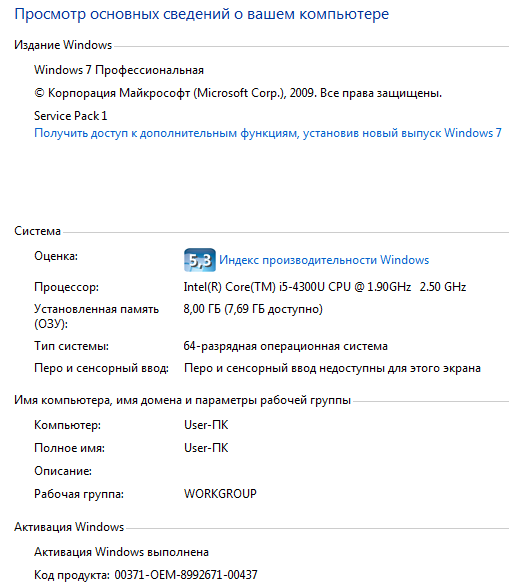 Просмотр основных сведений о вашем компьютере
Издание Windows
Windows 7 Профессиональная
© Корпорация Майкрософт (Microsoft Corp.), 2009. Все права защищены.
Service Pack 1
Получить доступ к дополнительным функциям, установив новый выпуск Windows 7
Система
Оценка: 5,3 Индекс производительности Windows
Процессор: Intel(R) Core(TM) i5-4300U CPU @ 1.90GHz 2.50 GHz
Установленная память (ОЗУ): 8,00 ГБ (7,69 ГБ доступно)
Тип системы: 64-разрядная операционная система
Перо и сенсорный ввод: Перо и сенсорный ввод недоступны для этого экрана
Имя компьютера, имя домена и параметры рабочей группы
Компьютер: User-ПК
Полное имя: User-ПК
Описание:
Рабочая группа: WORKGROUP
Активация Windows
Активация Windows выполнена
Код продукта: 00371-OEM-8992671-00437